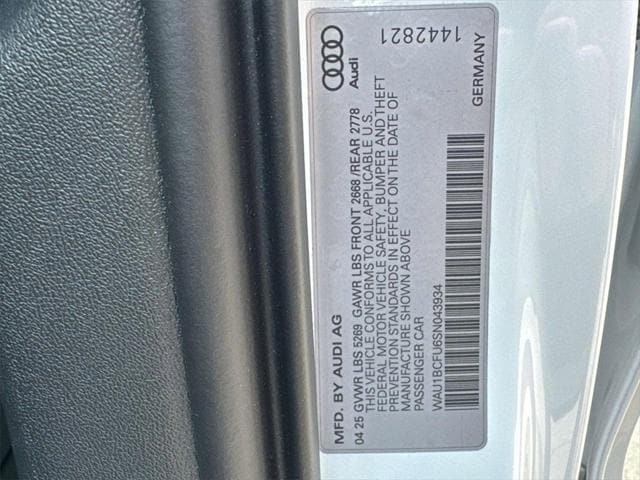 MFD. BY AUDI AG
04 25 GVWR LBS 5269 GAWR LBS FRONT 2668 /REAR 2778
THIS VEHICLE CONFORMS TO ALL APPLICABLE U.S.
FEDERAL MOTOR VEHICLE SAFETY, BUMPER AND THEFT
PREVENTION STANDARDS IN EFFECT ON THE DATE OF
MANUFACTURE SHOWN ABOVE
PASSENGER CAR
WAU1BCFU6SN043934
GERMANY
Audi
1442821